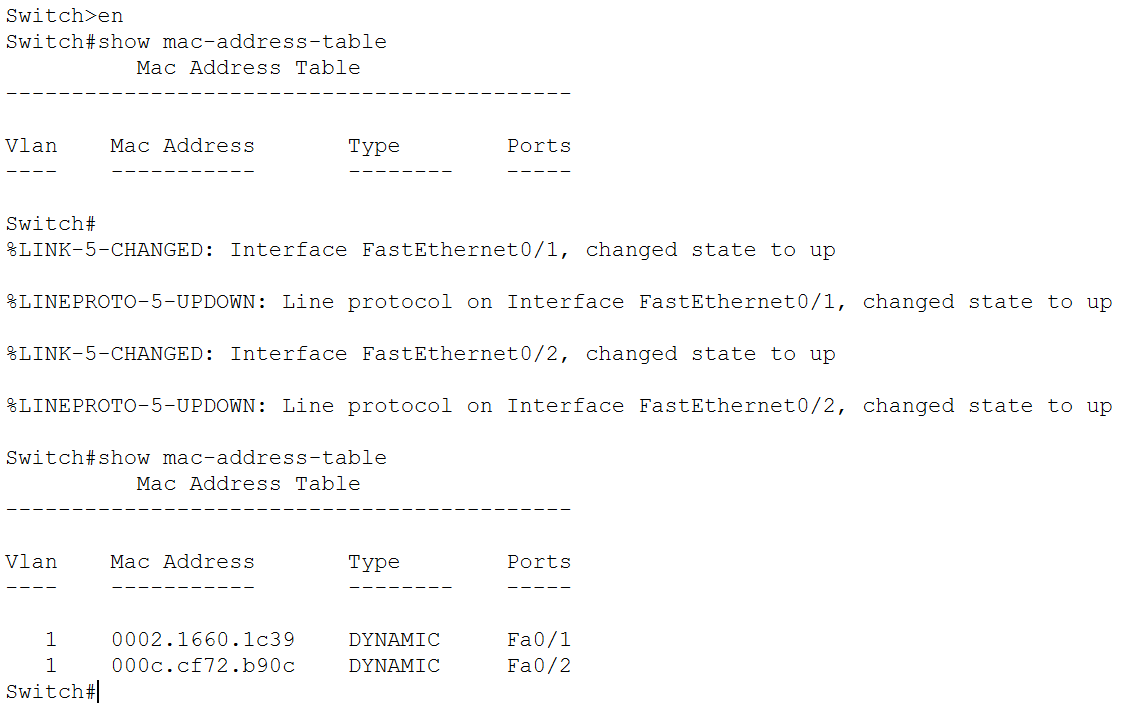 Switch>en
Switch#show mac-address-table
          Mac Address Table
-------------------------------------------
Vlan    Mac Address       Type        Ports
----    -----------       --------    -----
Switch#
%LINK-5-CHANGED: Interface FastEthernet0/1, changed state to up
%LINEPROTO-5-UPDOWN: Line protocol on Interface FastEthernet0/1, changed state to up
%LINK-5-CHANGED: Interface FastEthernet0/2, changed state to up
%LINEPROTO-5-UPDOWN: Line protocol on Interface FastEthernet0/2, changed state to up
Switch#show mac-address-table
          Mac Address Table
-------------------------------------------
Vlan    Mac Address       Type        Ports
----    -----------       --------    -----
   1    0002.1660.1c39    DYNAMIC     Fa0/1
   1    000c.cf72.b90c    DYNAMIC     Fa0/2
Switch#